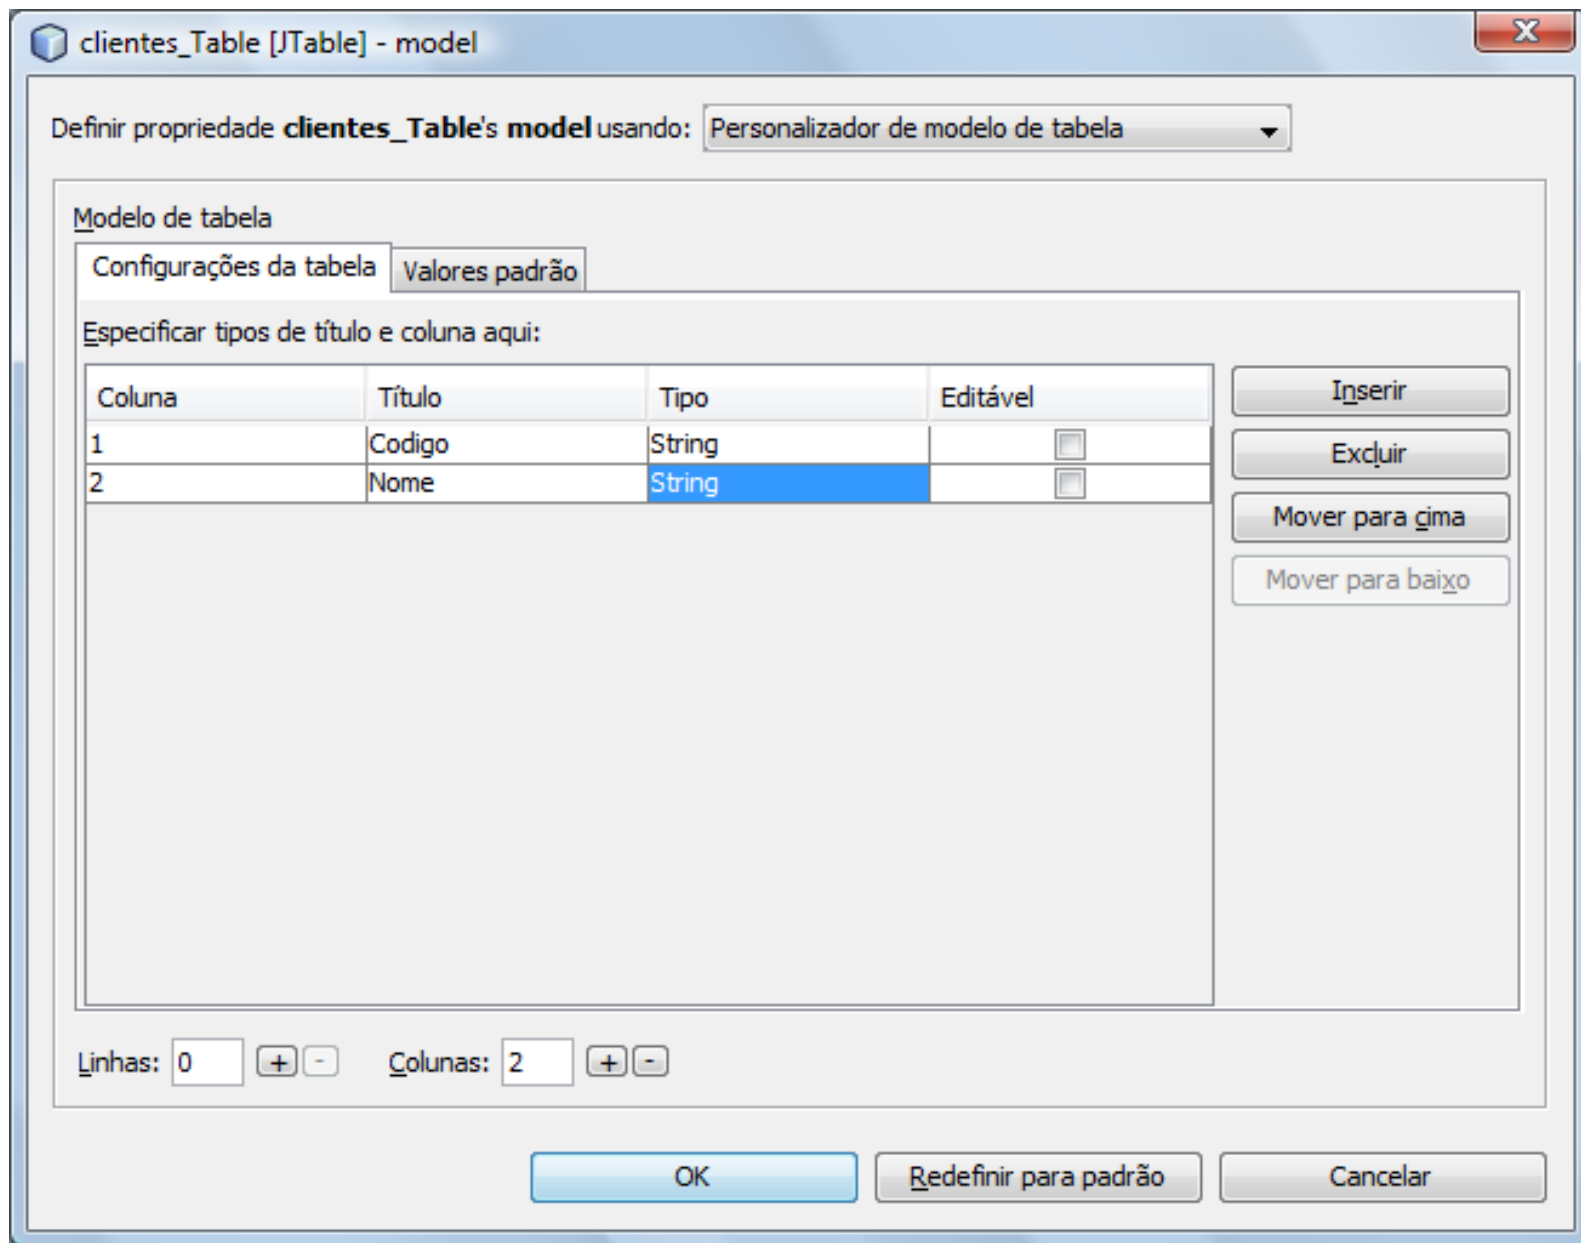 clientes_Table [JTable] - model
Definir propriedade clientes_Table's model usando: Personalizador de modelo de tabela
Modelo de tabela
Configurações da tabela Valores padrão
Especificar tipos de título e coluna aqui:
Coluna Título Tipo Editável
1 Codigo String
2 Nome String
Inserir
Excluir
Mover para cima
Mover para baixo
Linhas: 0 + - Colunas: 2 + -
OK Redefinir para padrão Cancelar